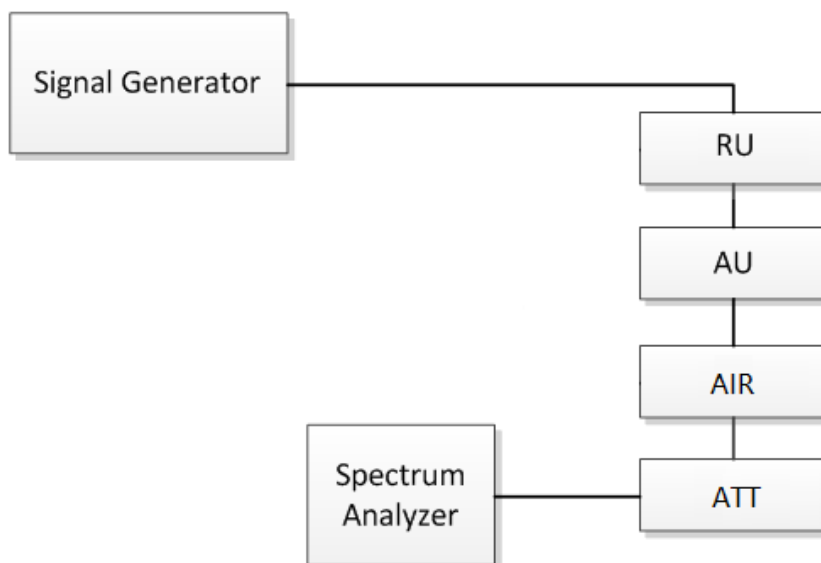 Signal Generator
RU
AU
AIR
ATT
Spectrum
Analyzer